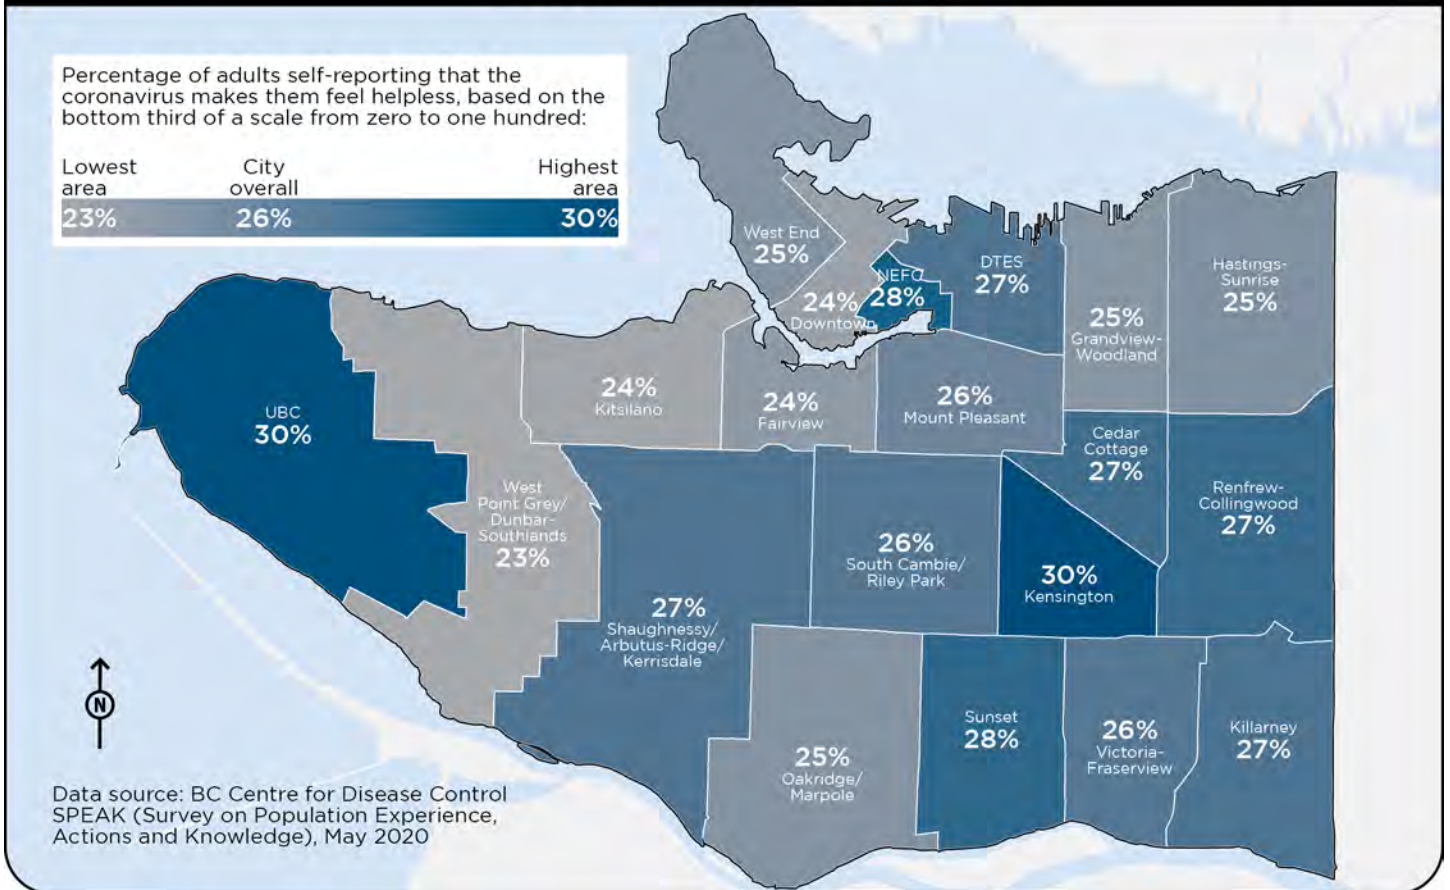 Percentage of adults self-reporting that the
coronavirus makes them feel helpless, based on the
bottom third of a scale from zero to one hundred:
Lowest
area
City
overall
Highest
area
23%
26%
30%
West End
25%
24%
Downtown
NEFC
28%
DTES
27%
25%
Grandview-
Woodland
Hastings-
Sunrise
25%
UBC
30%
24%
Kitsilano
24%
Fairview
26%
Mount Pleasant
Cedar
Cottage
27%
Renfrew-
Collingwood
27%
West
Point Grey/
Dunbar-
Southlands
23%
27%
Shaughnessy/
Arbutus-Ridge/
Kerrisdale
26%
South Cambie/
Riley Park
30%
Kensington
25%
Oakridge/
Marpole
Sunset
28%
26%
Victoria-
Fraserview
Killarney
27%
N
Data source: BC Centre for Disease Control
SPEAK (Survey on Population Experience,
Actions and Knowledge), May 2020